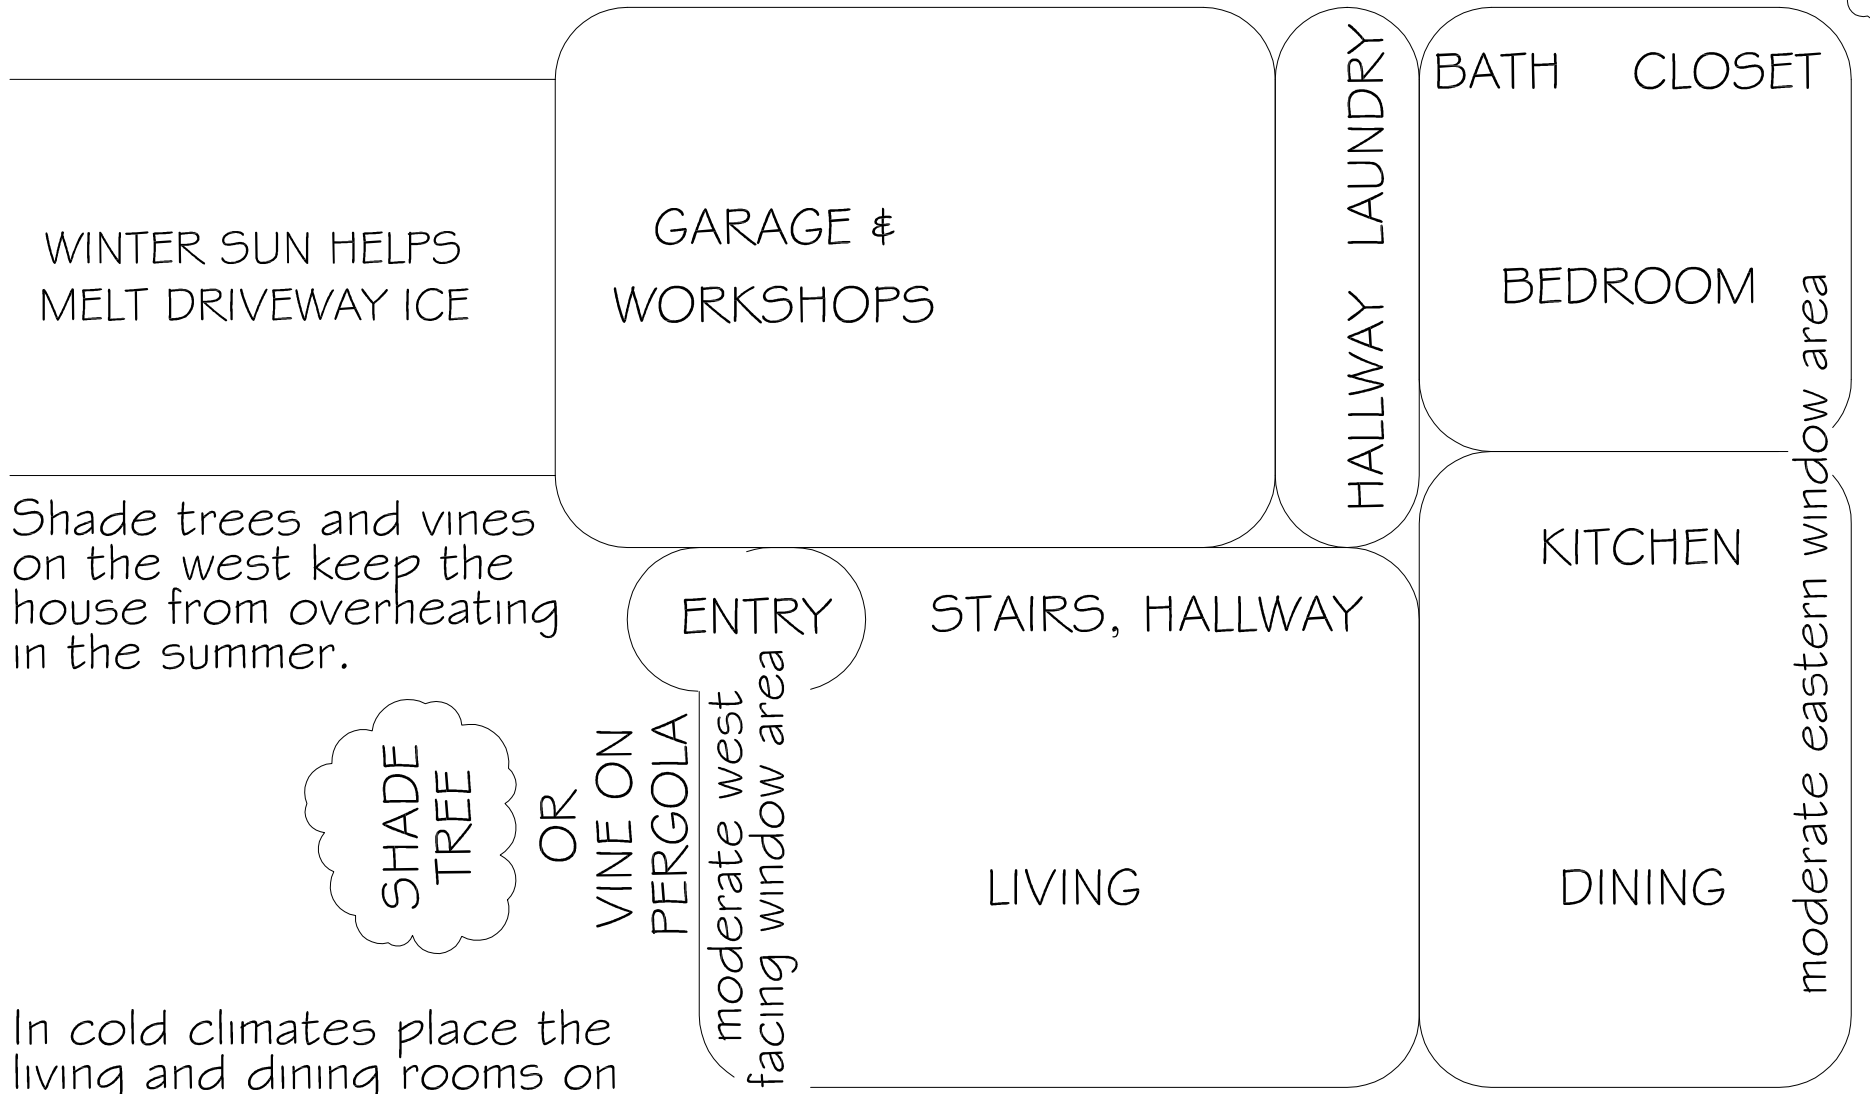 BATH CLOSET
HALLWAY LAUNDRY
GARAGE &
WORKSHOPS
WINTER SUN HELPS
MELT DRIVEWAY ICE
BEDROOM
moderate eastern window area
Shade trees and vines
on the west keep the
house from overheating
in the summer.
ENTRY
STAIRS, HALLWAY
KITCHEN
SHADE
TREE
OR
VINE ON
PERGOLA
moderate west
facing window area
LIVING
DINING
In cold climates place the
living and dining rooms on